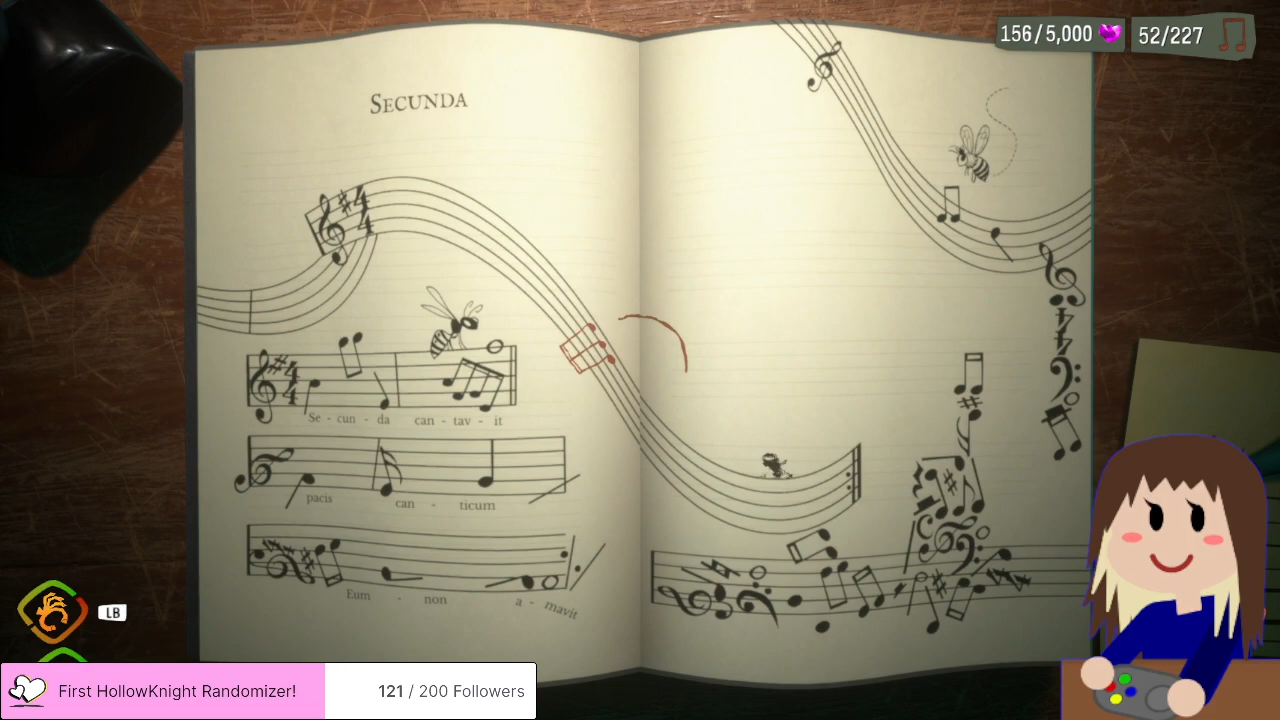 156/5,000
52/227
SECUNDA
Se - cun - da can - tav - it
pacis can - ticum
Eum - non a - mavit
LB
First HollowKnight Randomizer! 121 / 200 Followers